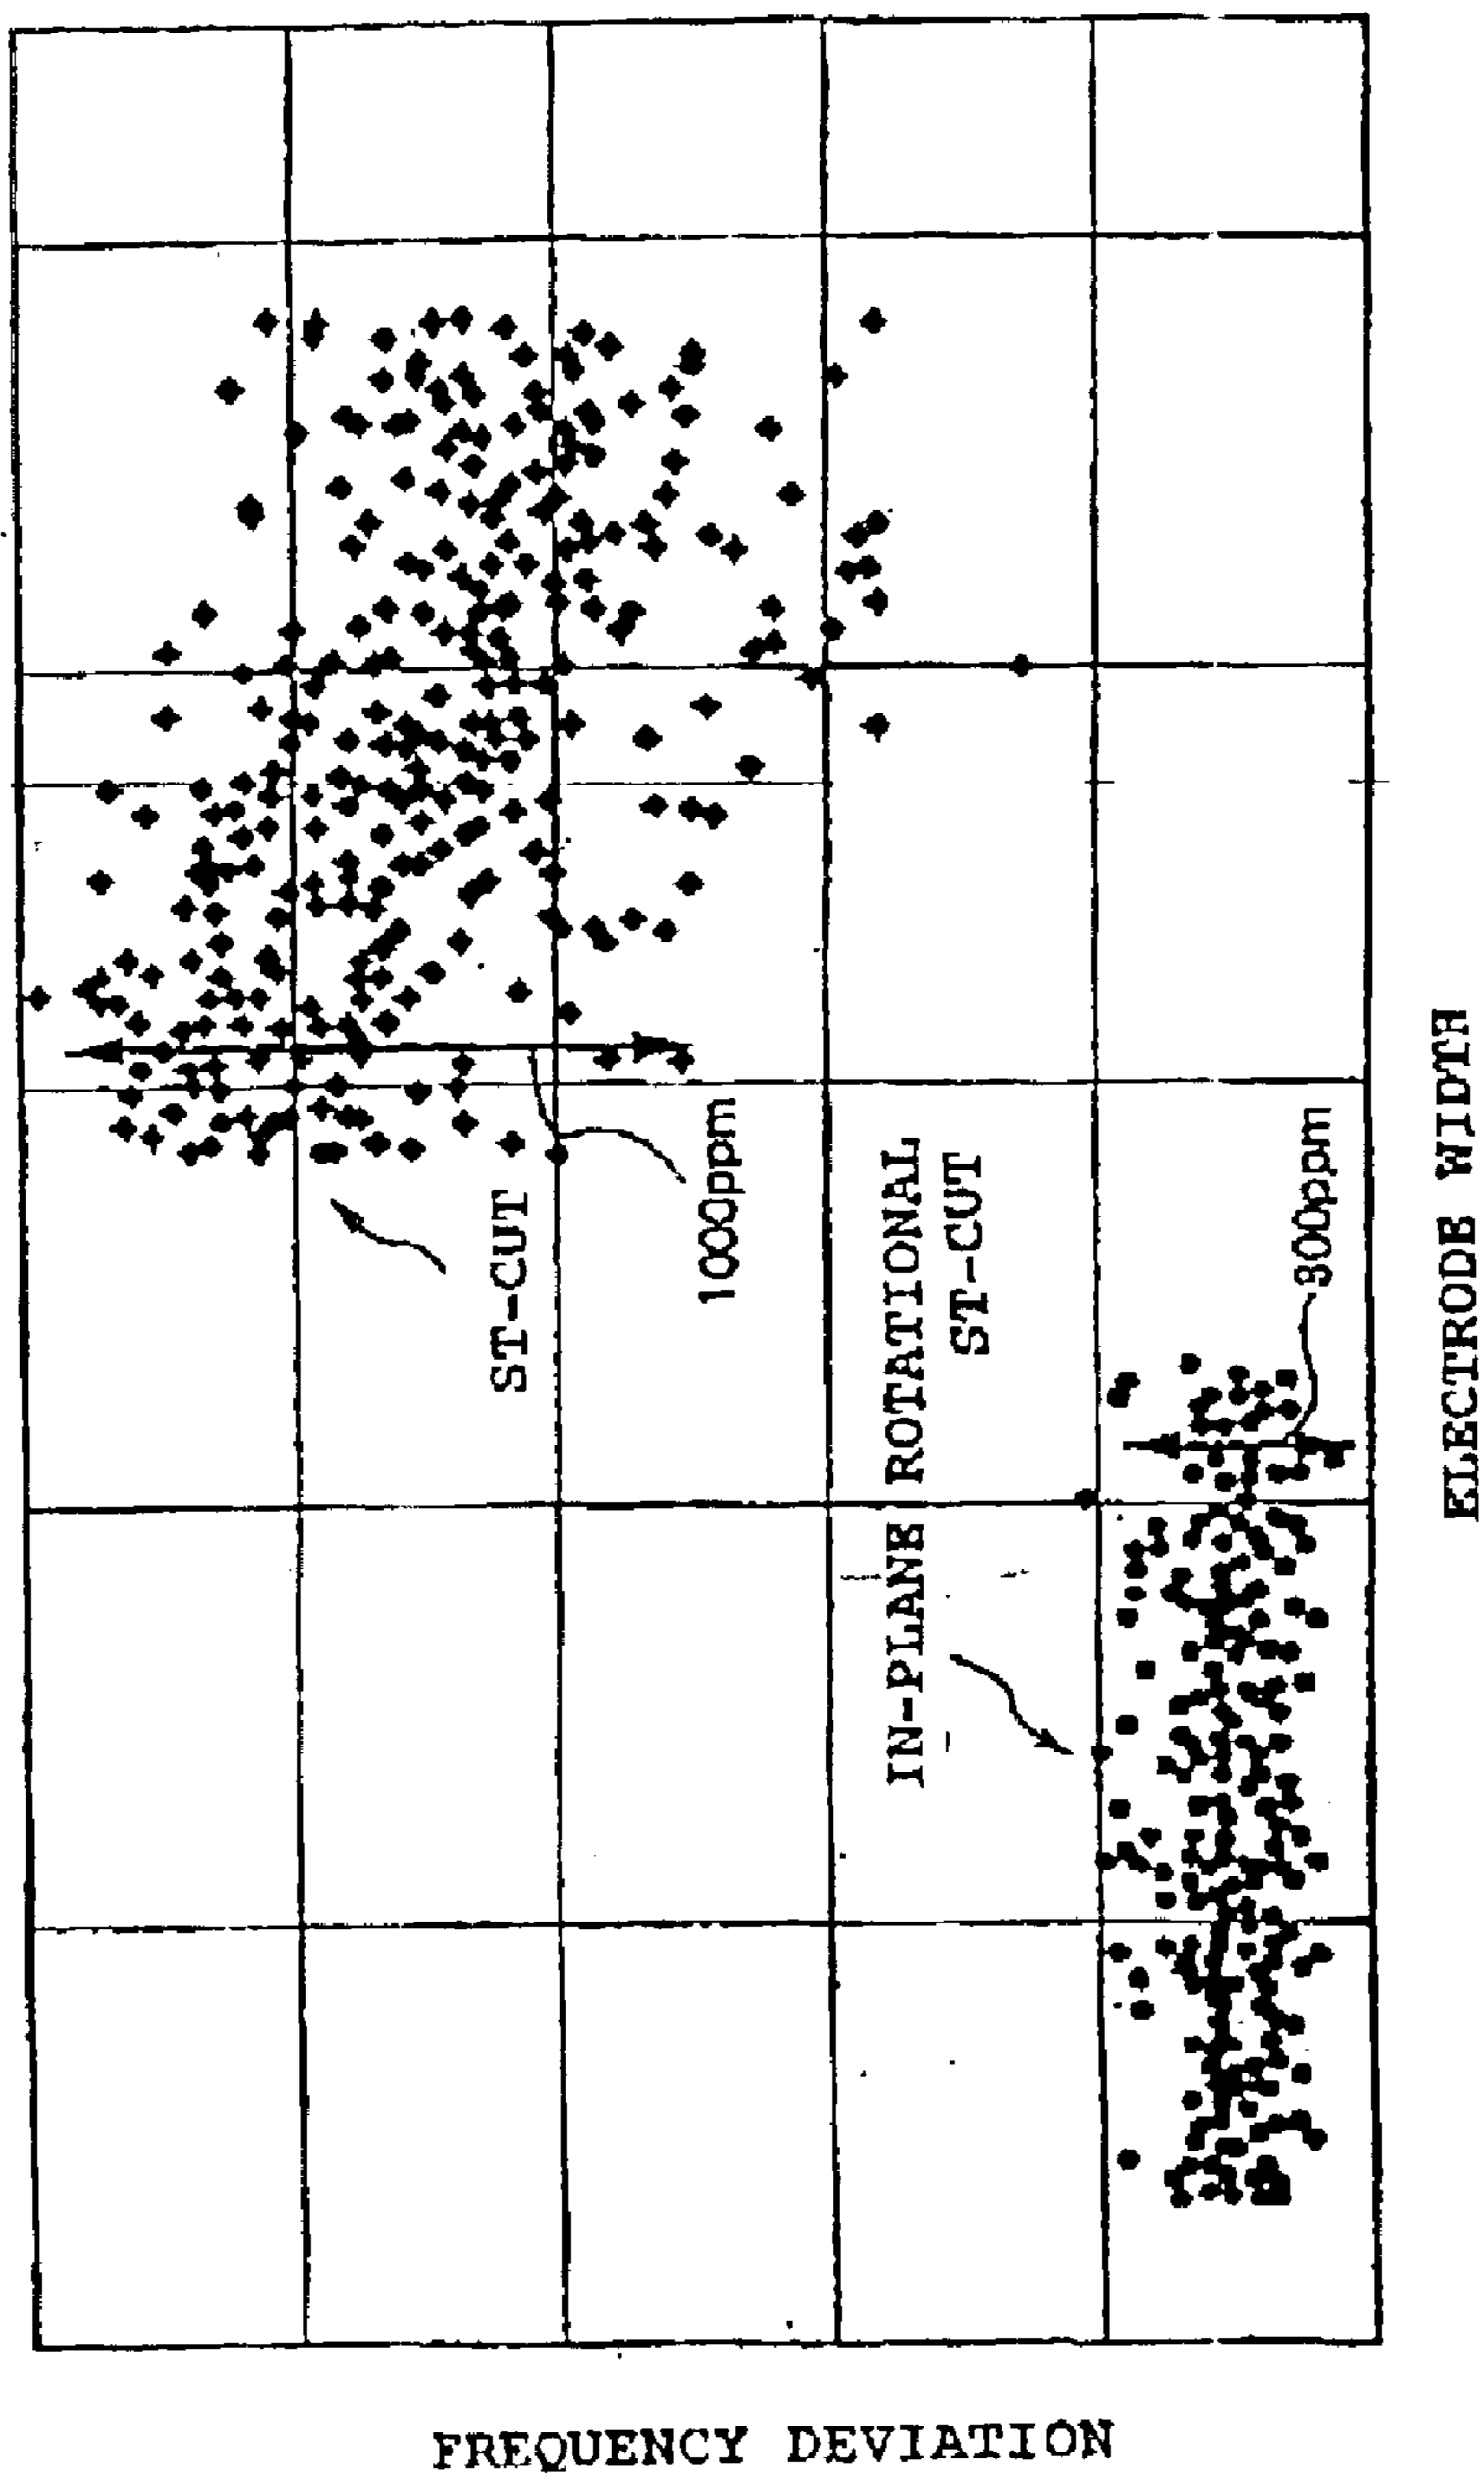 FREQUENCY DEVIATION
ST-CUT
1000ppm
IN-PLANE ROTATIONAL
ST-CUT
300ppm
ELECTRODE WIDTH